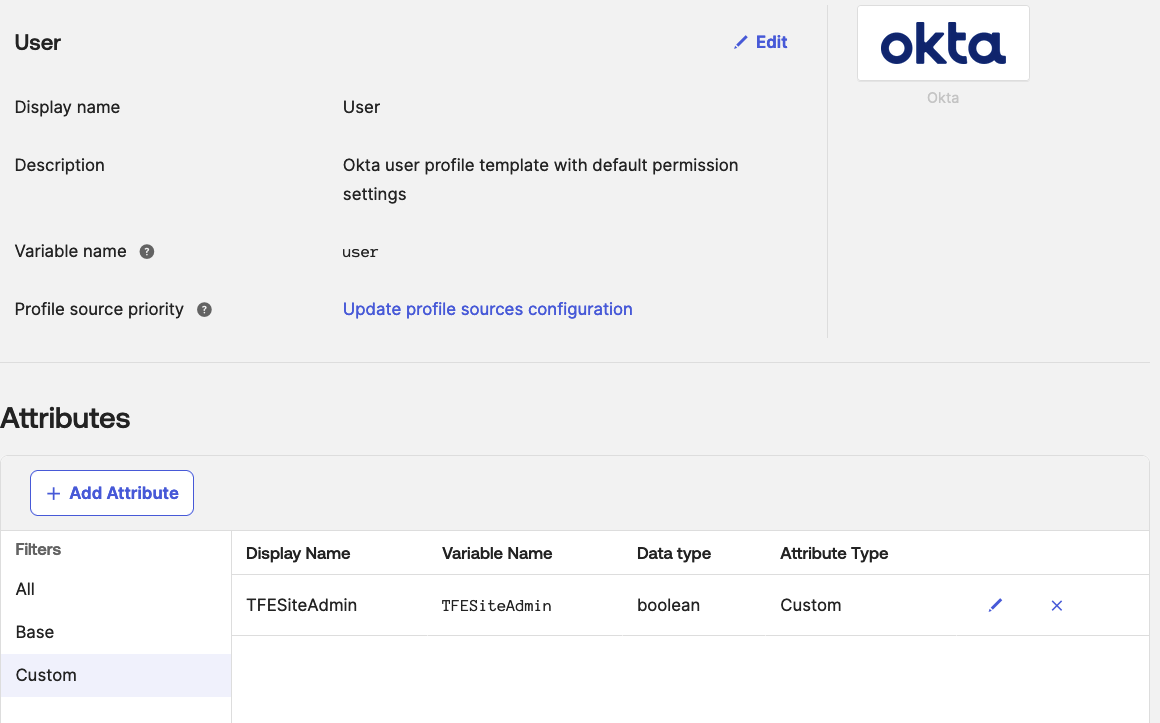 User
Edit
okta
Okta
Display name
User
Description
Okta user profile template with default permission
settings
Variable name ?
user
Profile source priority ?
Update profile sources configuration
Attributes
+ Add Attribute
Filters
All
Base
Custom
Display Name Variable Name Data type Attribute Type
TFESiteAdmin TFESiteAdmin boolean Custom